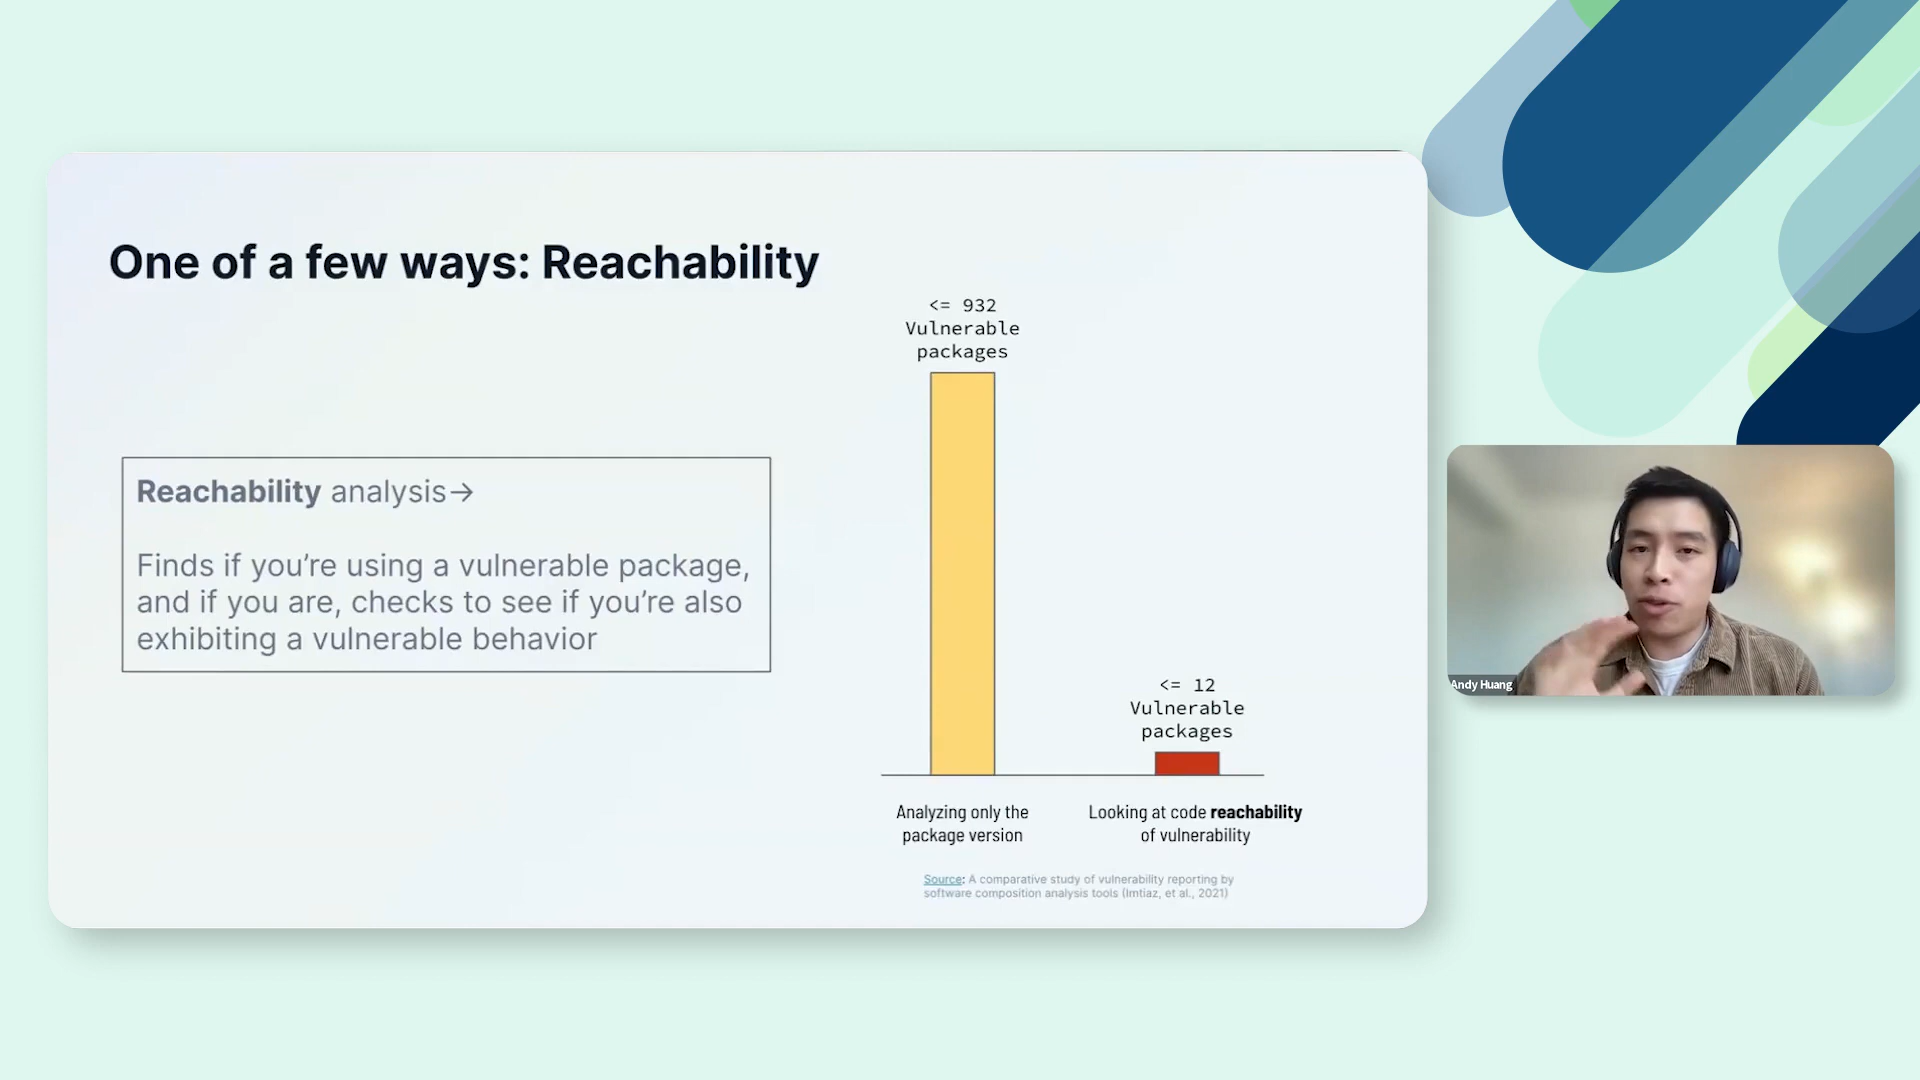 One of a few ways: Reachability
<= 932
Vulnerable
packages
Reachability analysis→
Finds if you’re using a vulnerable package,
and if you are, checks to see if you’re also
exhibiting a vulnerable behavior
<= 12
Vulnerable
packages
Analyzing only the
package version
Looking at code reachability
of vulnerability
Source: A comparative study of vulnerability reporting by
software composition analysis tools (Imtiaz, et al., 2021)
Andy Huang